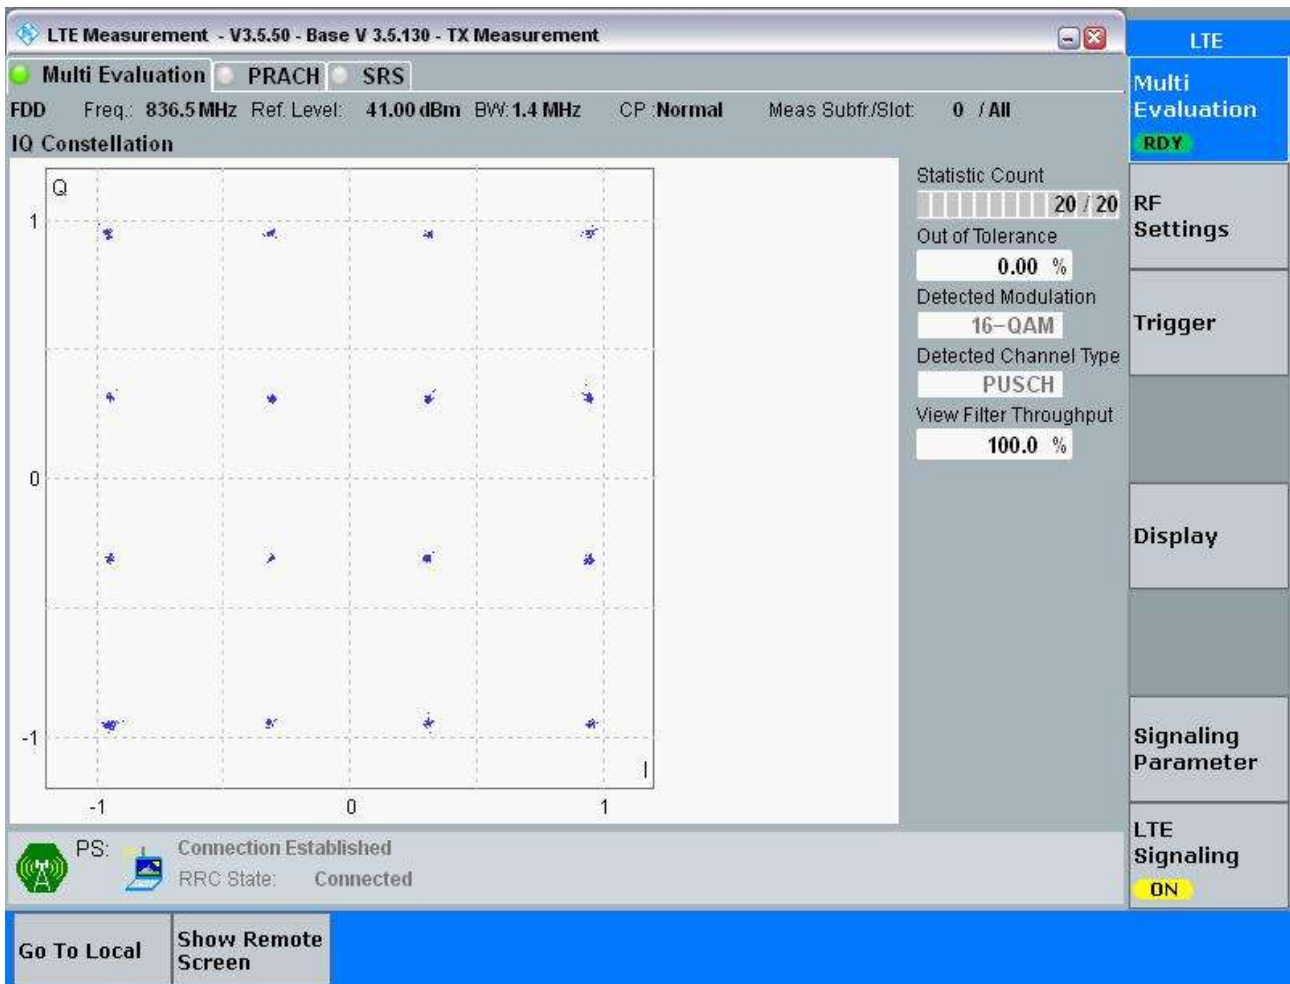 LTE Measurement - V3.5.50 - Base V 3.5.130 - TX Measurement
LTE
Multi Evaluation PRACH SRS
Multi
Evaluation
RDY
FDD Freq.: 836.5 MHz Ref. Level: 41.00 dBm BW: 1.4 MHz CP :Normal Meas Subfr./Slot: 0 / All
IQ Constellation
Q
1
0
-1
I
-1 0 1
Statistic Count
20 / 20
Out of Tolerance
0.00 %
Detected Modulation
16-QAM
Detected Channel Type
PUSCH
View Filter Throughput
100.0 %
RF
Settings
Trigger
Display
Signaling
Parameter
LTE
Signaling
ON
PS: Connection Established
RRC State: Connected
Go To Local
Show Remote
Screen